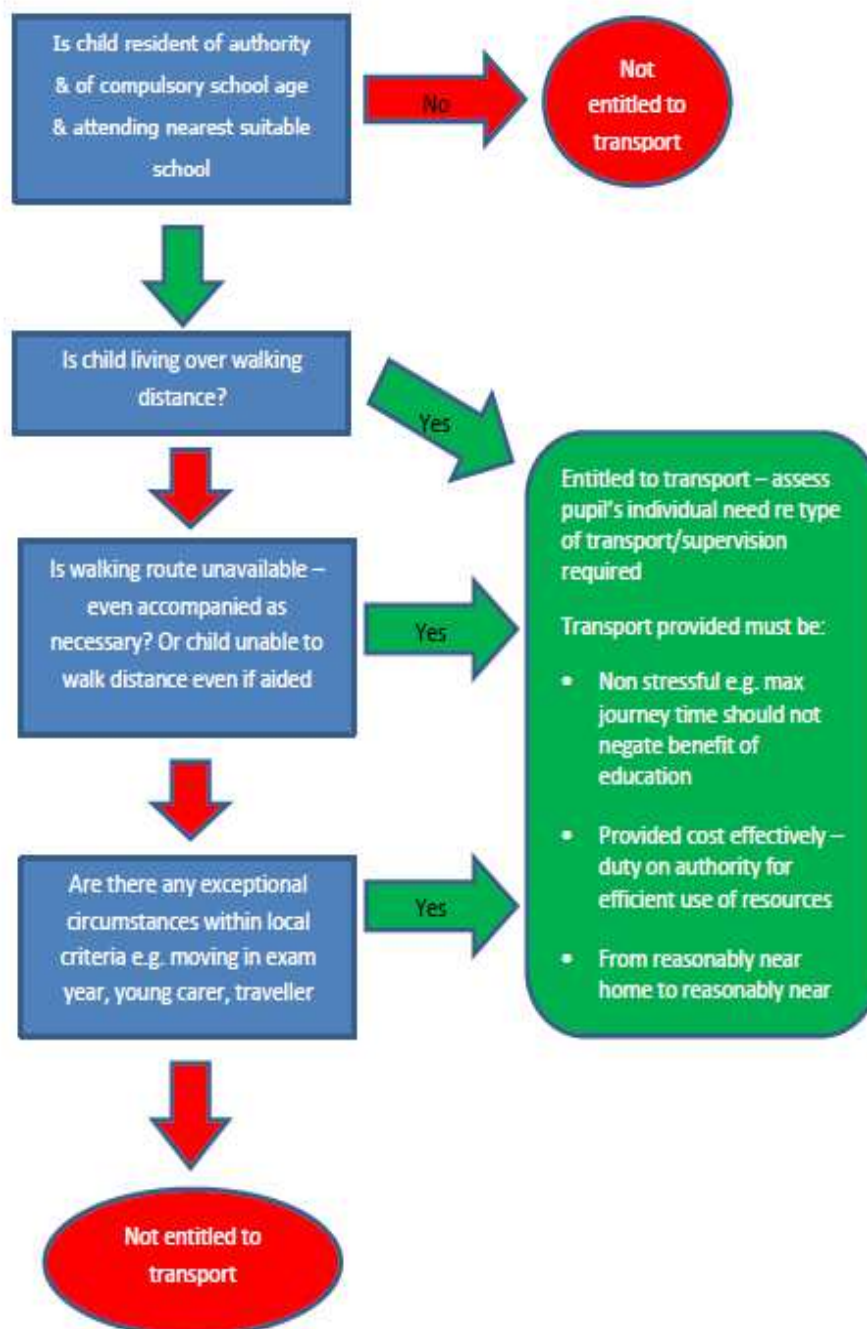 Is child resident of authority
& of compulsory school age
& attending nearest suitable
school
No
Not
entitled to
transport
Is child living over walking
distance?
Yes
Is walking route unavailable –
even accompanied as
necessary? Or child unable to
walk distance even if aided
Yes
Entitled to transport – assess
pupil's individual need re type
of transport/supervision
required
Transport provided must be:
• Non stressful e.g. max
journey time should not
negate benefit of
education
• Provided cost effectively –
duty on authority for
efficient use of resources
• From reasonably near
home to reasonably near
Are there any exceptional
circumstances within local
criteria e.g. moving in exam
year, young carer, traveller
Yes
Not entitled to
transport